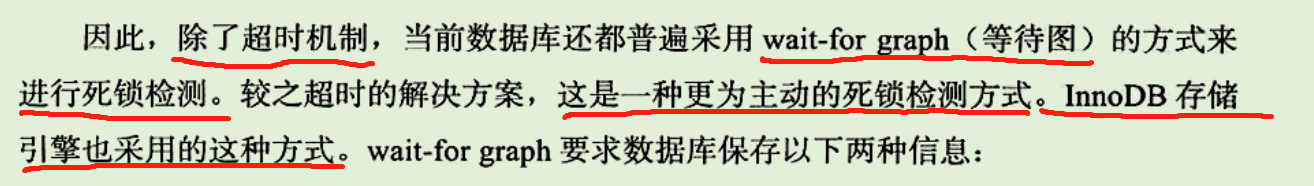 因此，除了超时机制，当前数据库还都普遍采用 wait-for graph（等待图）的方式来
进行死锁检测。较之超时的解决方案，这是一种更为主动的死锁检测方式。InnoDB 存储
引擎也采用的这种方式。wait-for graph 要求数据库保存以下两种信息：